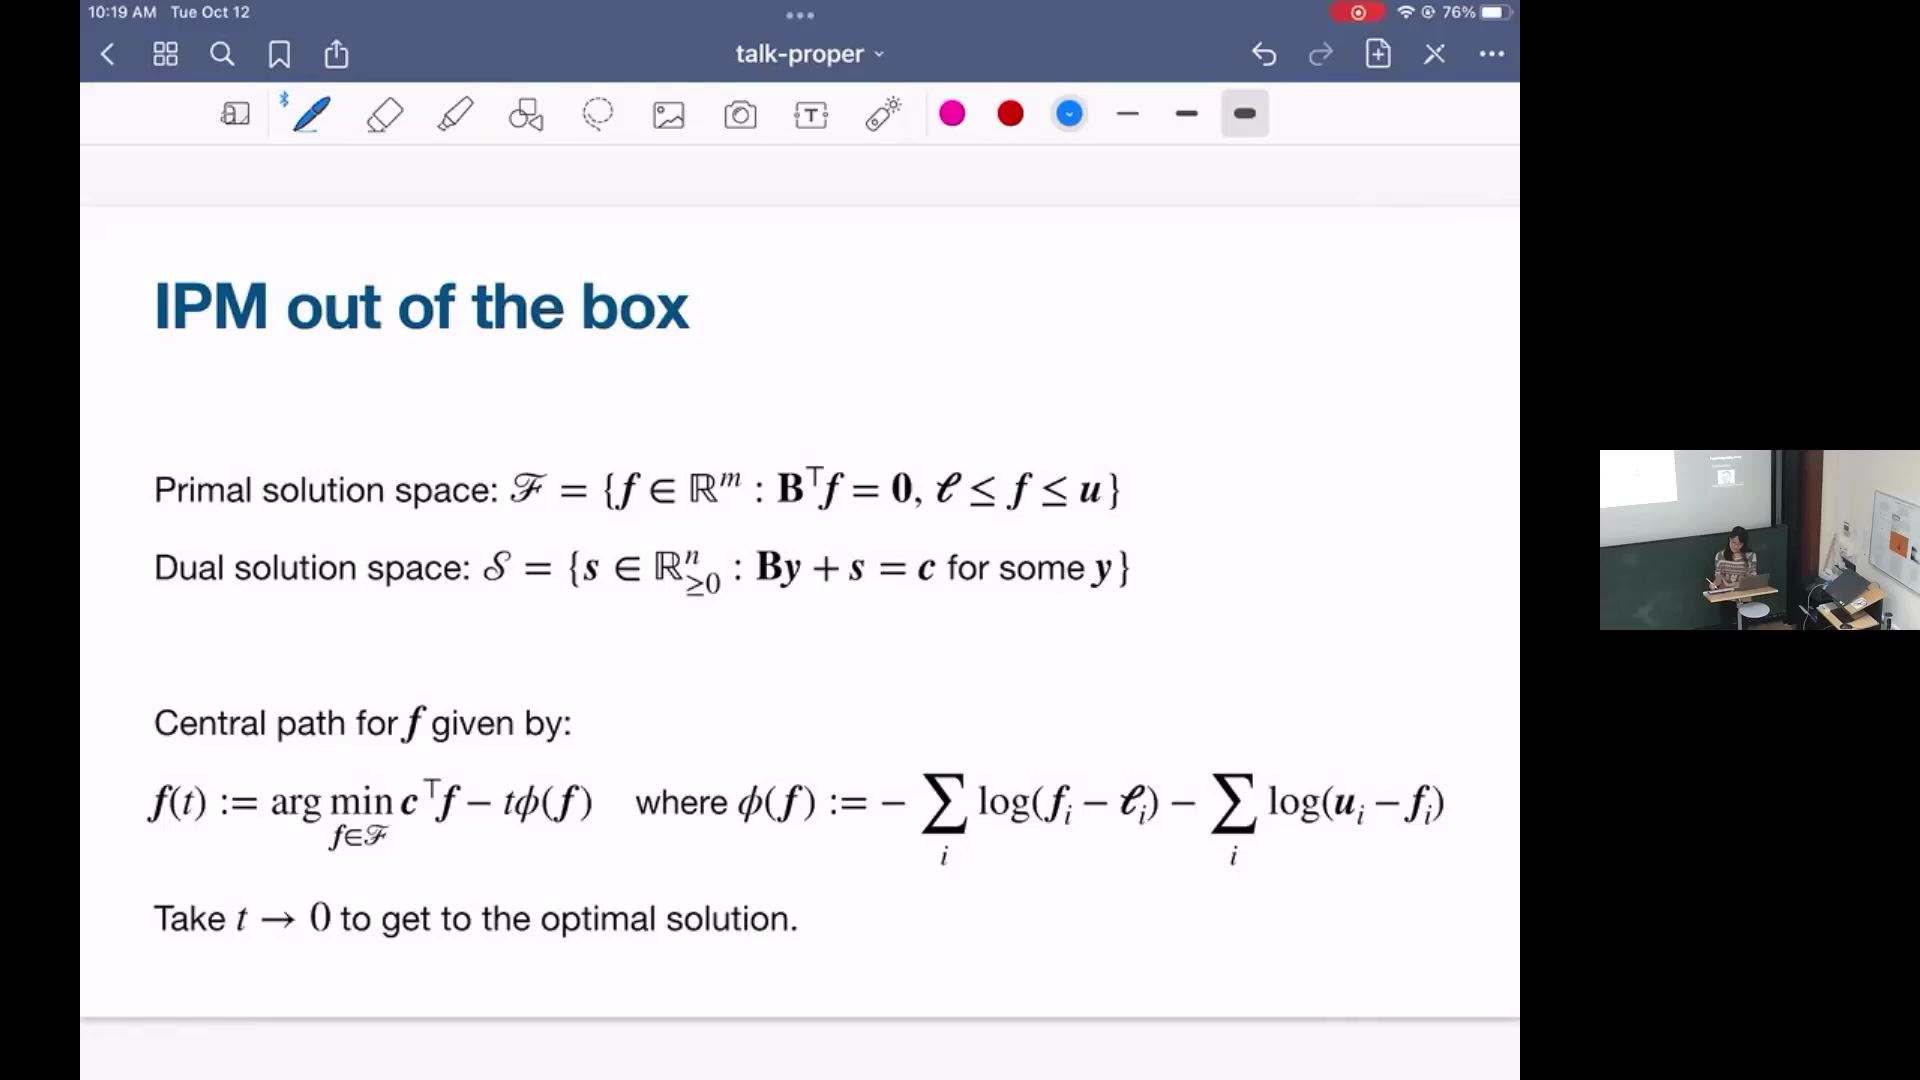 10:19 AM Tue Oct 12
76%
talk-proper
IPM out of the box
Primal solution space: ℱ = {f ∈ ℝᵐ : B⊤f = 0, ℓ ≤ f ≤ u}
Dual solution space: 𝒮 = {s ∈ ℝⁿ≥0 : By + s = c for some y}
Central path for f given by:
f(t) := arg min_{f∈ℱ} c⊤f − tϕ(f) where ϕ(f) := − ∑_i log(f_i − ℓ_i) − ∑_i log(u_i − f_i)
Take t → 0 to get to the optimal solution.